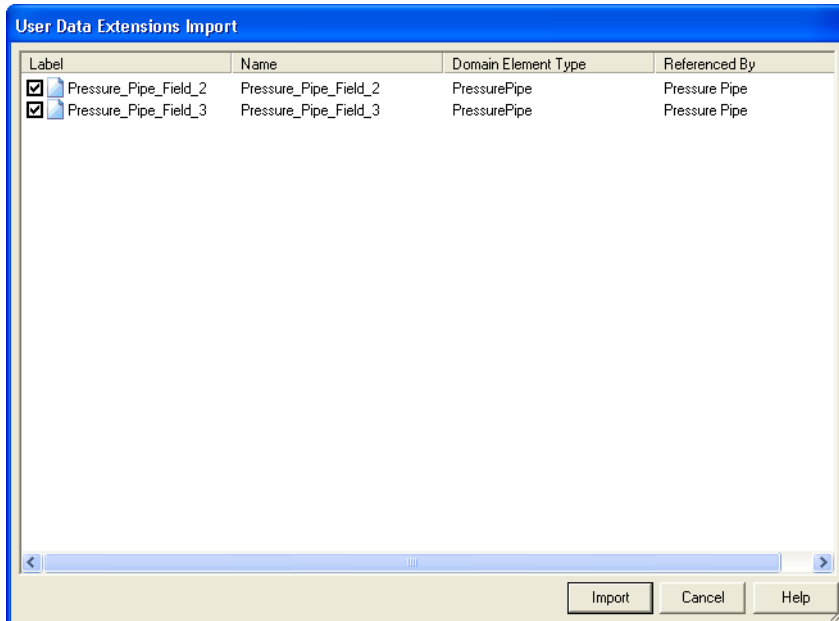 User Data Extensions Import
Label Name Domain Element Type Referenced By
Pressure_Pipe_Field_2 Pressure_Pipe_Field_2 PressurePipe Pressure Pipe
Pressure_Pipe_Field_3 Pressure_Pipe_Field_3 PressurePipe Pressure Pipe
Import Cancel Help